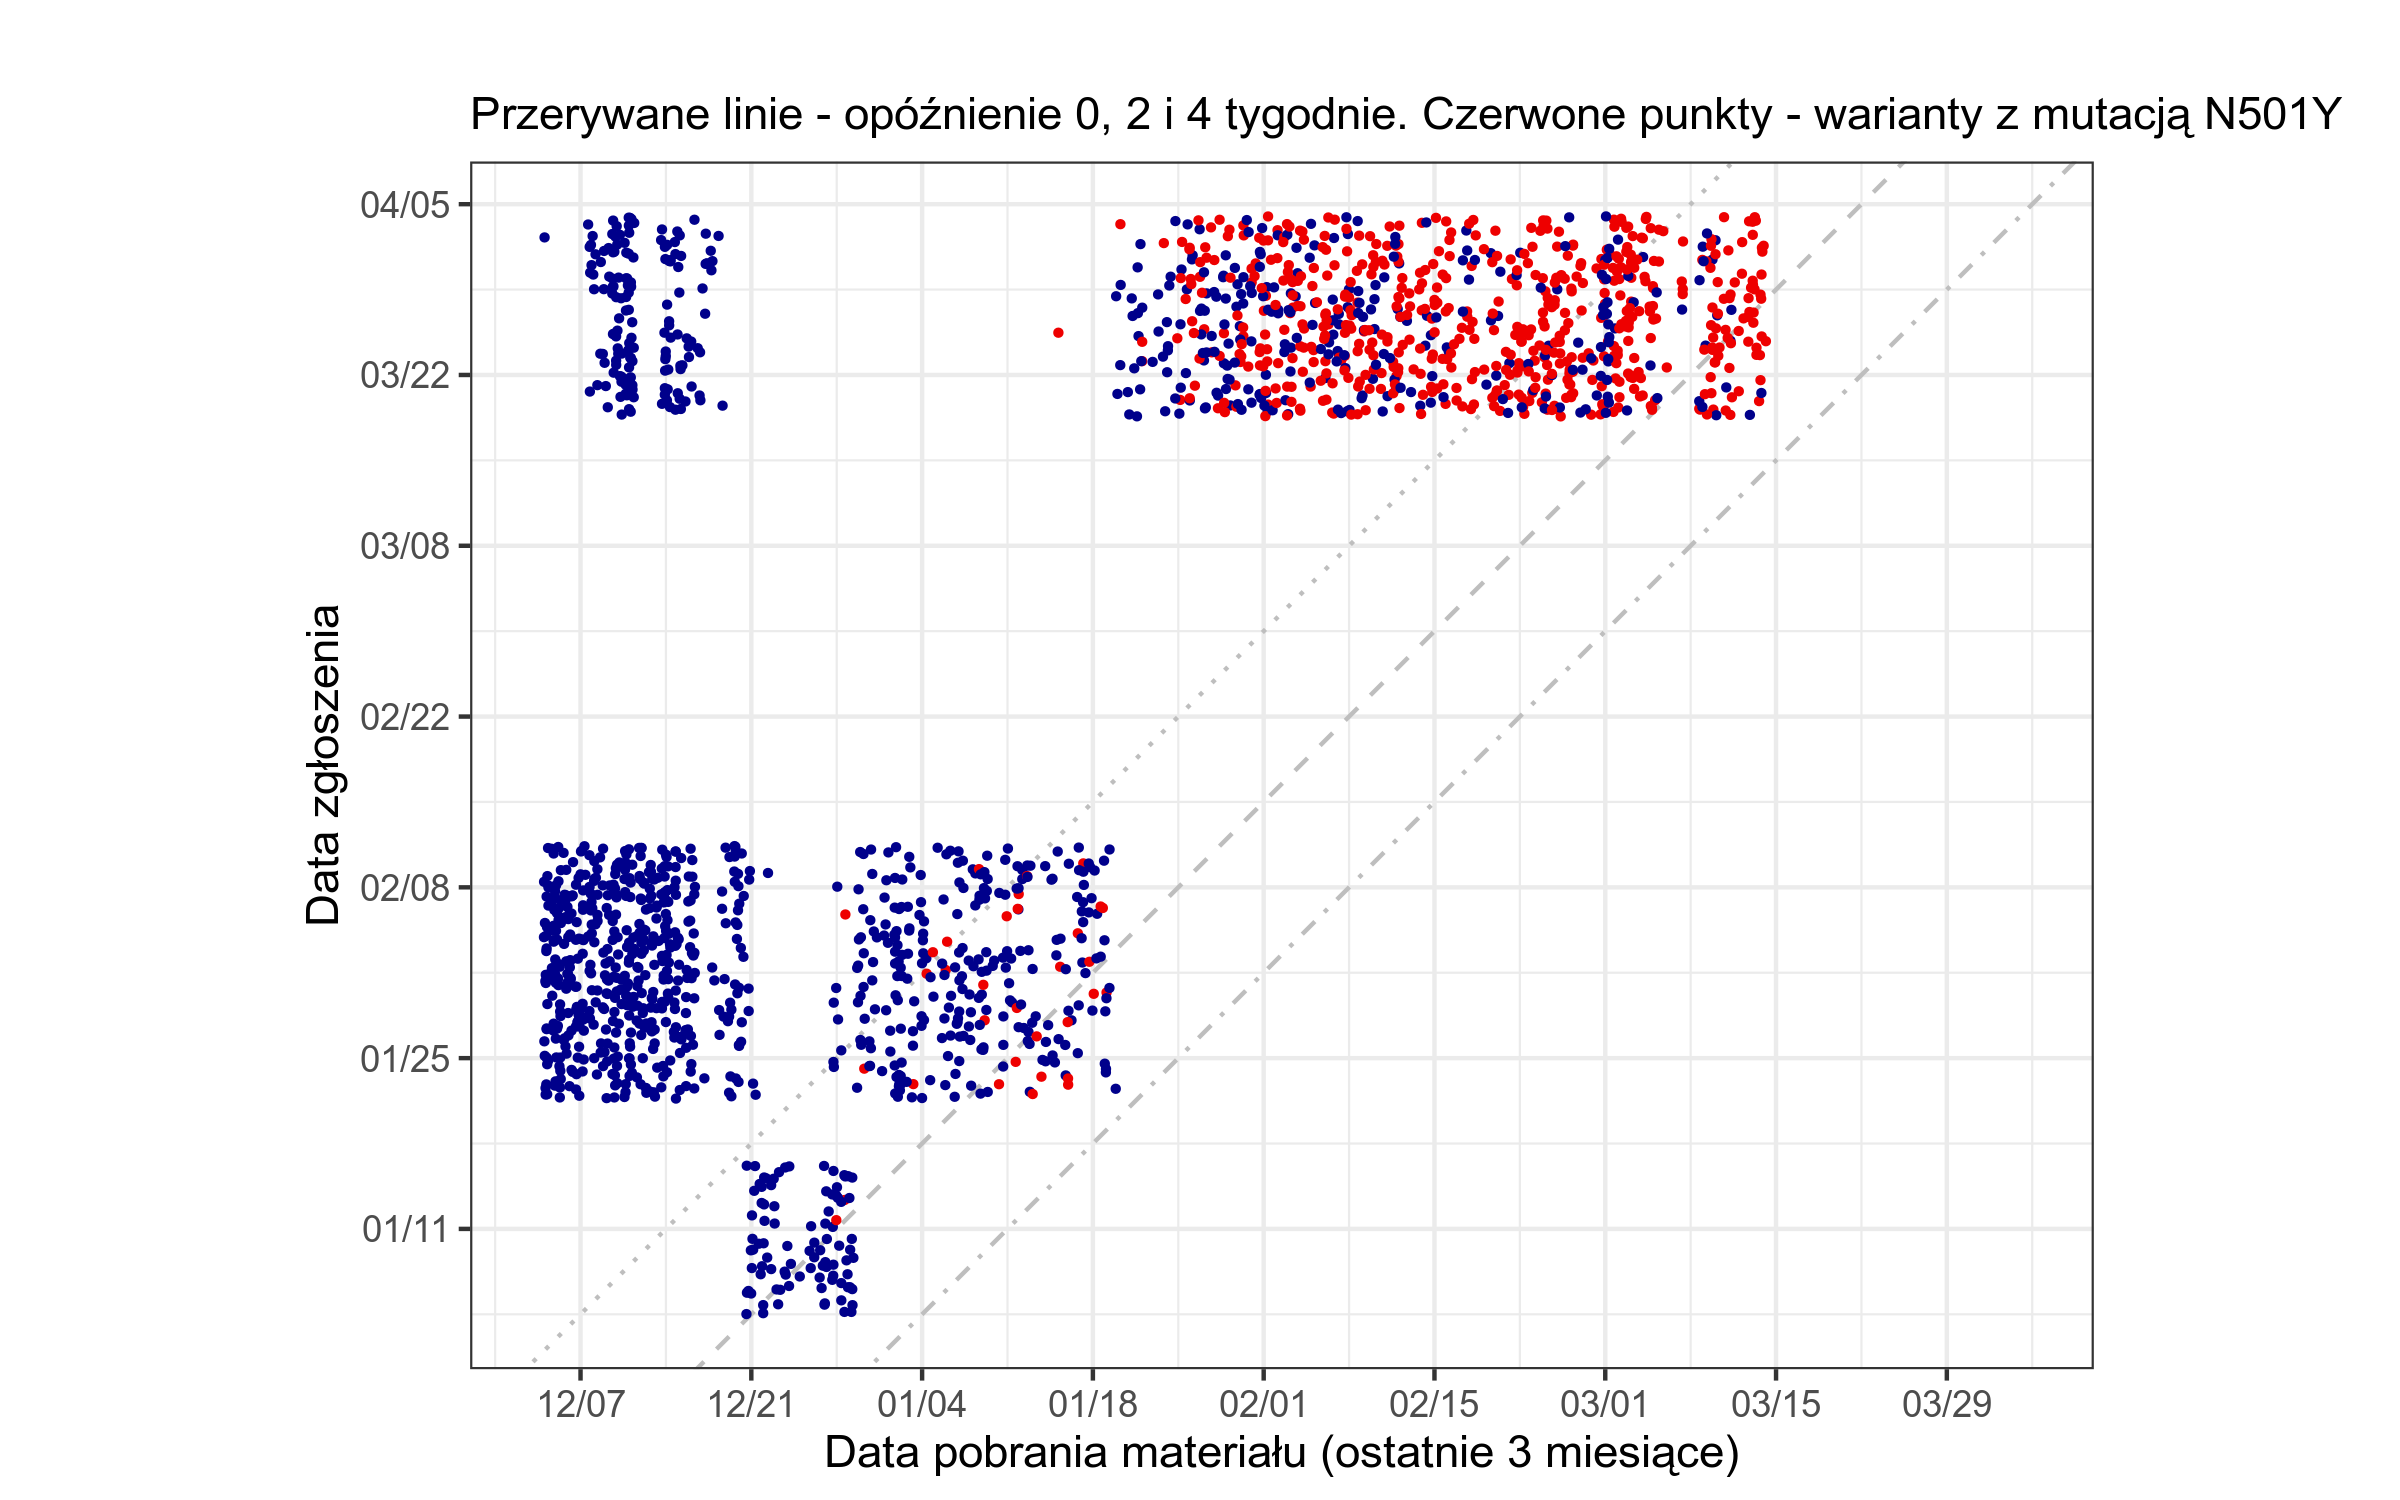 Przerywane linie - opóźnienie 0, 2 i 4 tygodnie. Czerwone punkty - warianty z mutacją N501Y
04/05
03/22
03/08
02/22
02/08
01/25
01/11
Data zgłoszenia
12/07 12/21 01/04 01/18 02/01 02/15 03/01 03/15 03/29
Data pobrania materiału (ostatnie 3 miesiące)